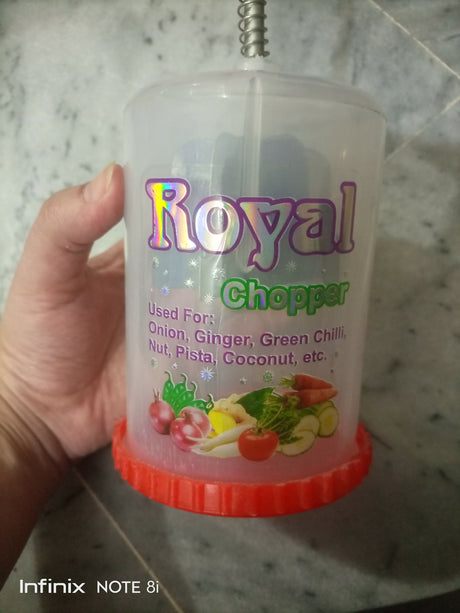 Royal
Chopper
Used For:
Onion, Ginger, Green Chilli,
Nut, Pista, Coconut, etc.
Infinix NOTE 8i